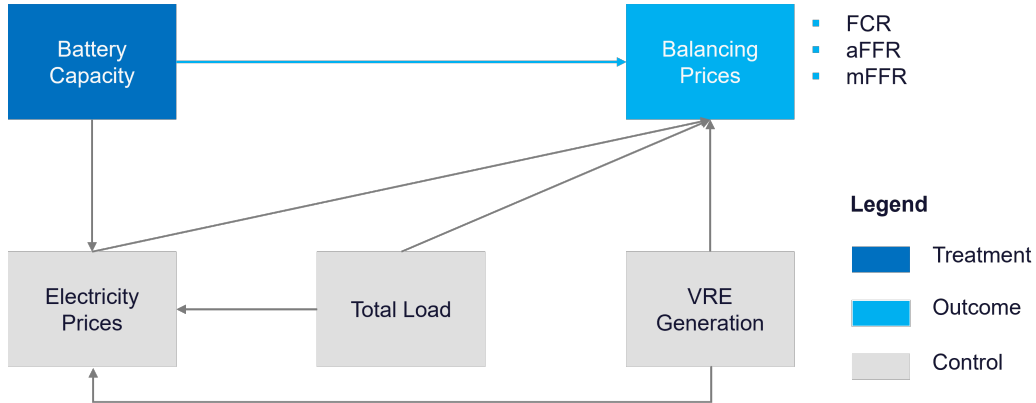 Battery
Capacity
Balancing
Prices
FCR
aFFR
mFFR
Electricity
Prices
Total Load
VRE
Generation
Legend
Treatment
Outcome
Control